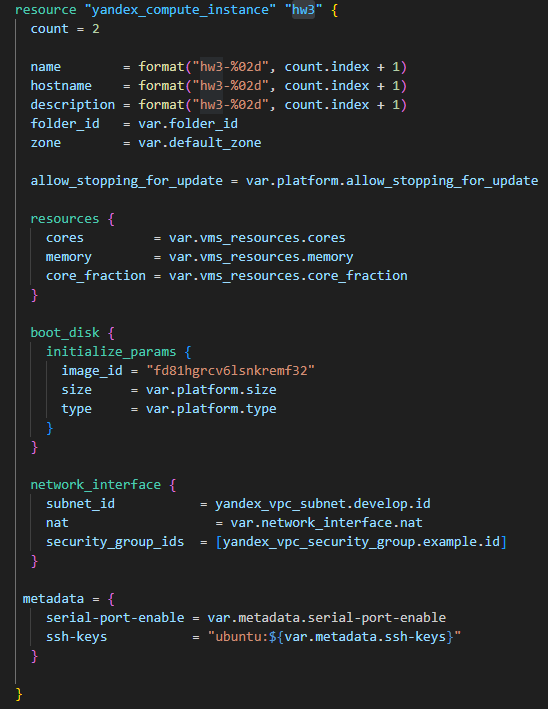 resource "yandex_compute_instance" "hw3" {
  count = 2

  name        = format("hw3-%02d", count.index + 1)
  hostname    = format("hw3-%02d", count.index + 1)
  description = format("hw3-%02d", count.index + 1)
  folder_id   = var.folder_id
  zone        = var.default_zone

  allow_stopping_for_update = var.platform.allow_stopping_for_update

  resources {
    cores         = var.vms_resources.cores
    memory        = var.vms_resources.memory
    core_fraction = var.vms_resources.core_fraction
  }

  boot_disk {
    initialize_params {
      image_id = "fd81hgrcv6lsnkremf32"
      size     = var.platform.size
      type     = var.platform.type
    }
  }

  network_interface {
    subnet_id           = yandex_vpc_subnet.develop.id
    nat                   = var.network_interface.nat
    security_group_ids  = [yandex_vpc_security_group.example.id]
  }

 metadata = {
    serial-port-enable = var.metadata.serial-port-enable
    ssh-keys           = "ubuntu:${var.metadata.ssh-keys}"
  }

}